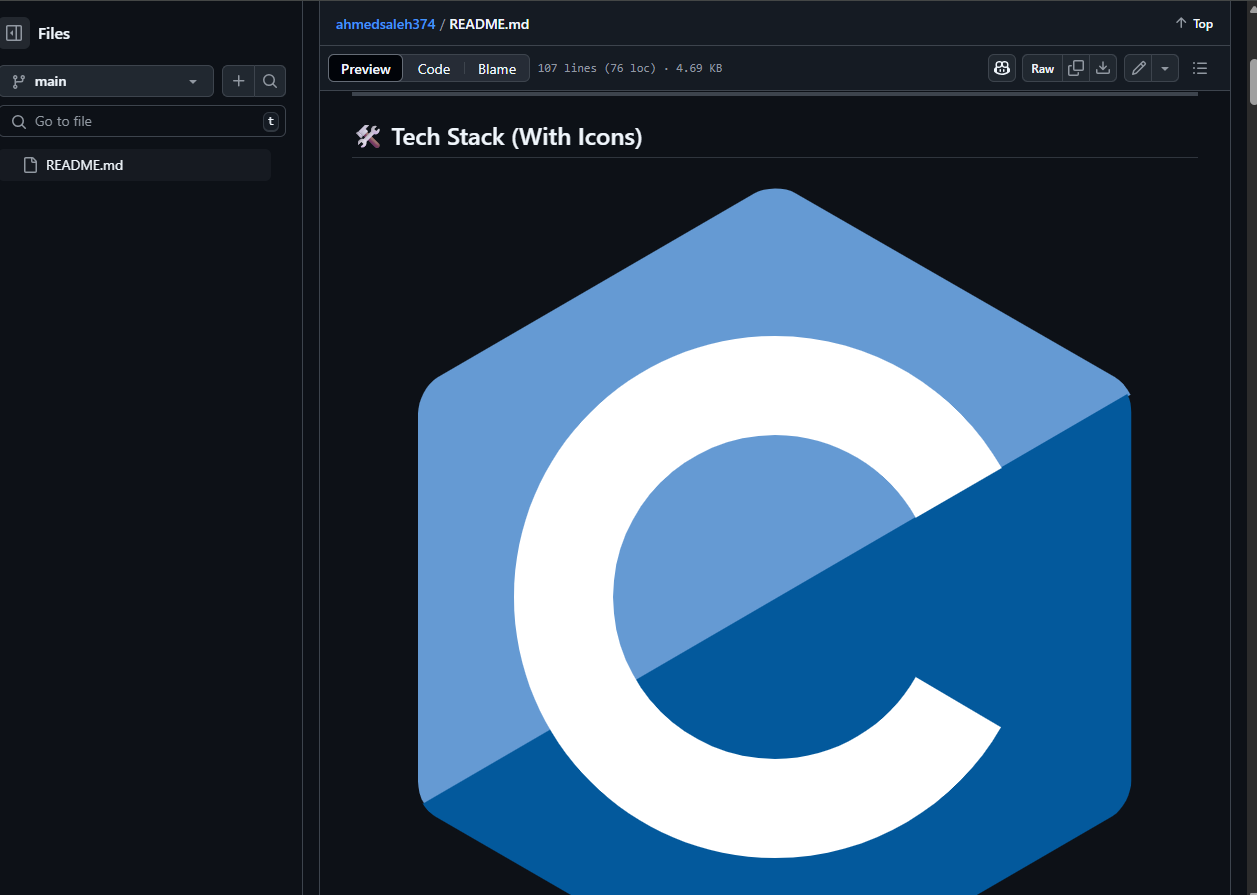 Files
main
Go to file
t
README.md
ahmedsaleh374 / README.md
Top
Preview
Code
Blame
107 lines (76 loc) · 4.69 KB
Raw
🛠️ Tech Stack (With Icons)
C